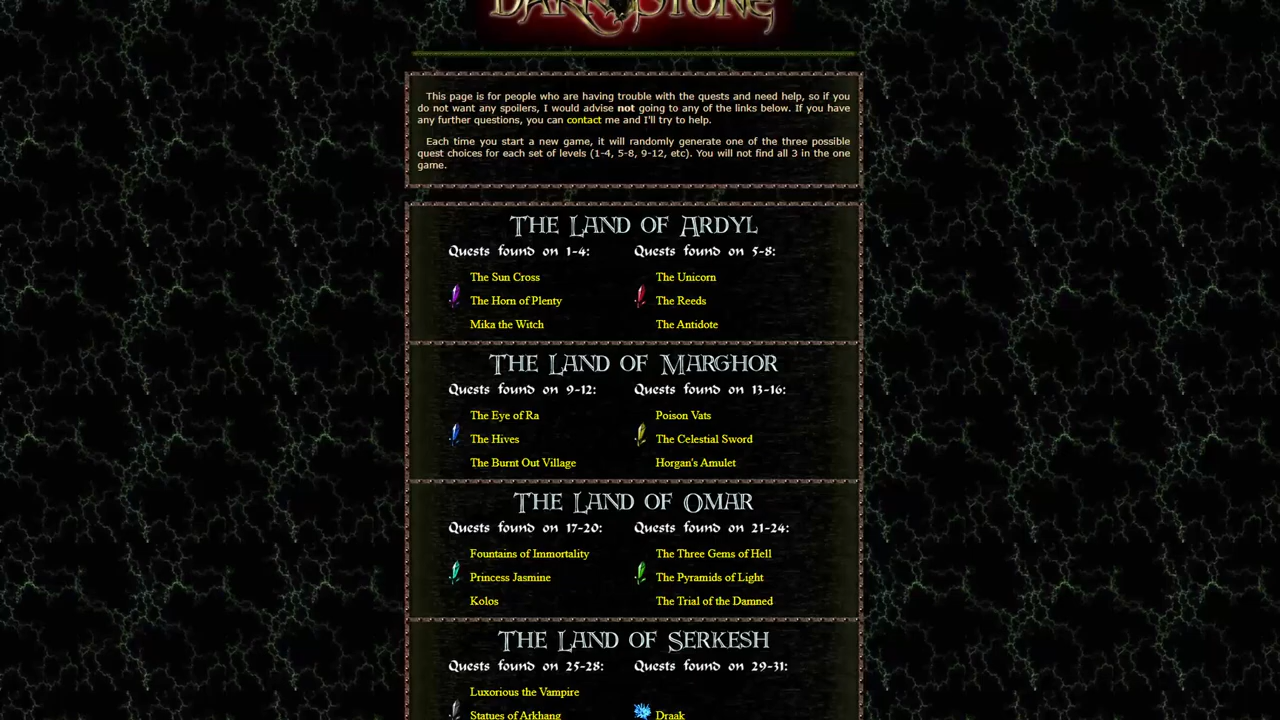 DARKSTONE
This page is for people who are having trouble with the quests and need help, so if you
do not want any spoilers, I would advise not going to any of the links below. If you have
any further questions, you can contact me and I'll try to help.
Each time you start a new game, it will randomly generate one of the three possible
quest choices for each set of levels (1-4, 5-8, 9-12, etc). You will not find all 3 in the one
game.
The Land of Ardyl
Quests found on 1-4:
The Sun Cross
The Horn of Plenty
Mika the Witch
Quests found on 5-8:
The Unicorn
The Reeds
The Antidote
The Land of Marghor
Quests found on 9-12:
The Eye of Ra
The Hives
The Burnt Out Village
Quests found on 13-16:
Poison Vats
The Celestial Sword
Horgan's Amulet
The Land of Omar
Quests found on 17-20:
Fountains of Immortality
Princess Jasmine
Kolos
Quests found on 21-24:
The Three Gems of Hell
The Pyramids of Light
The Trial of the Damned
The Land of Serkesh
Quests found on 25-28:
Luxorious the Vampire
Statues of Arkhang
Quests found on 29-31:
Draak